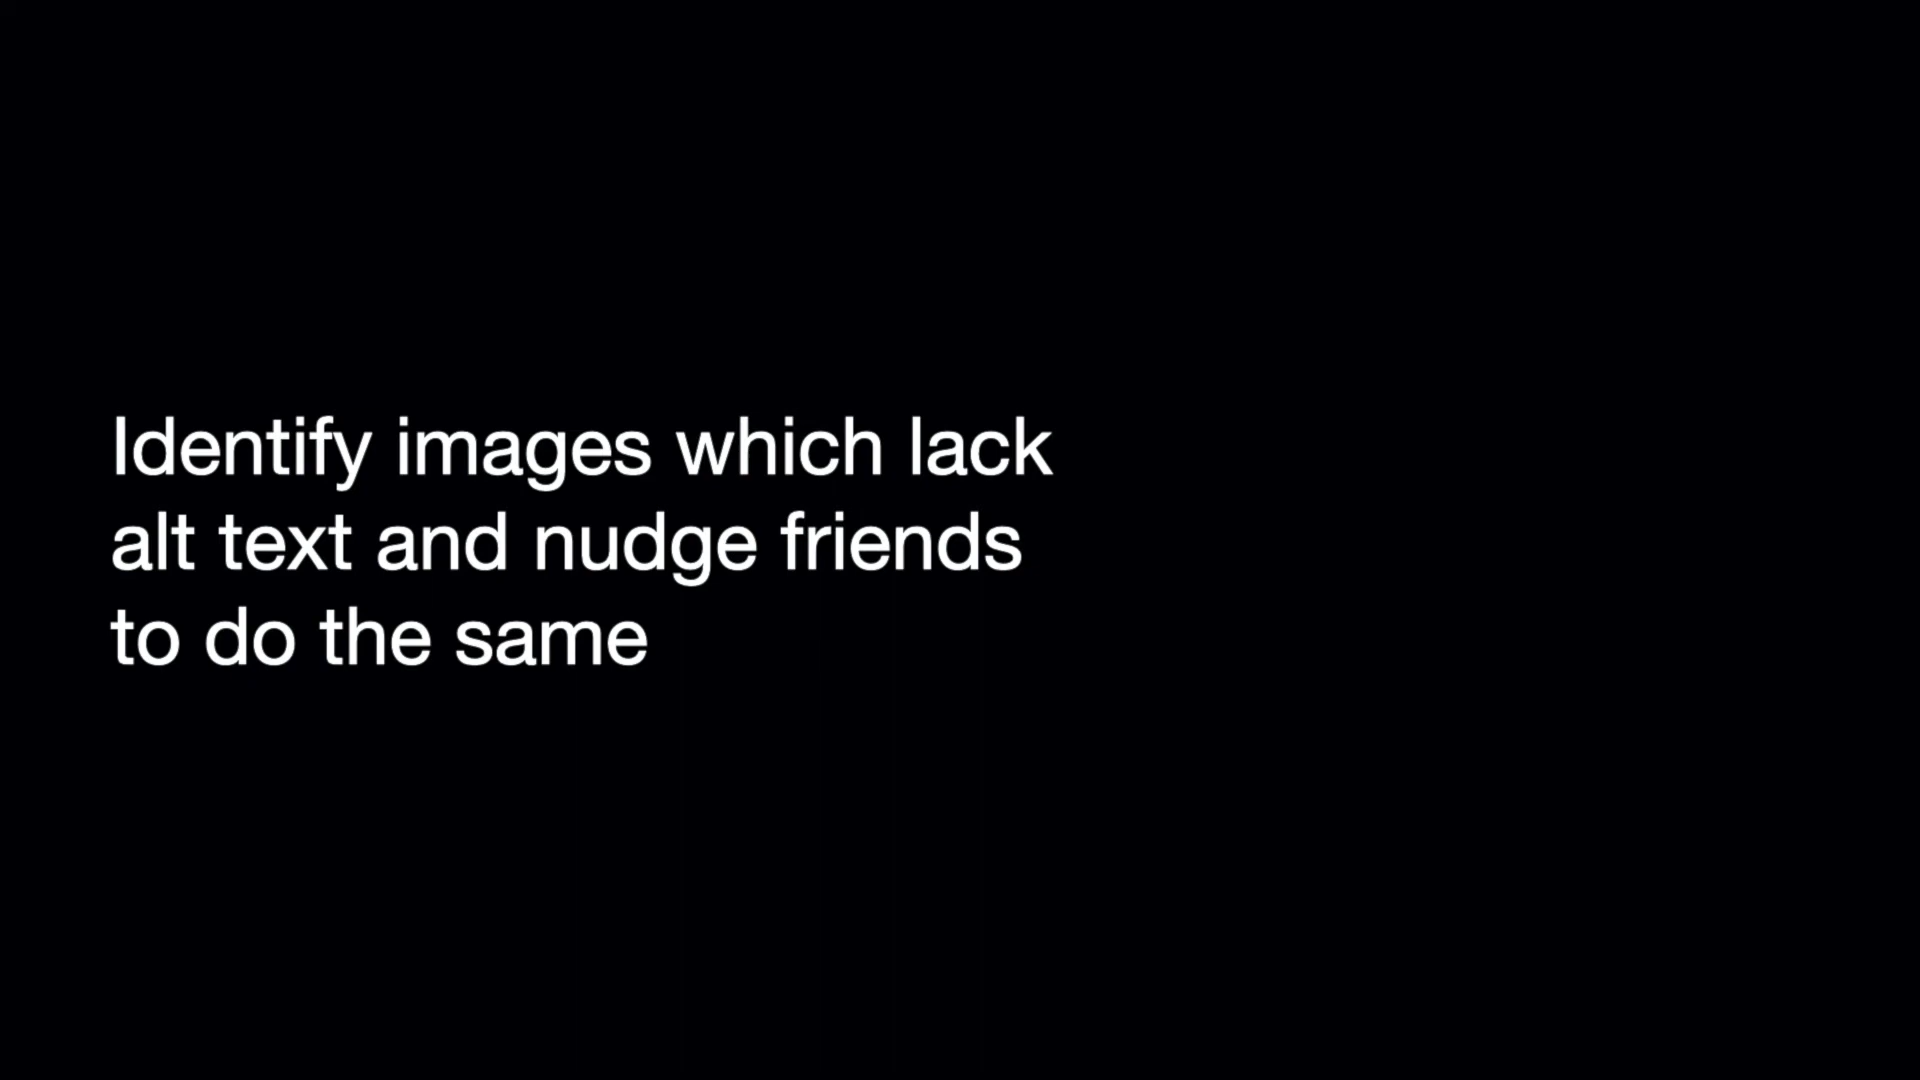 Identify images which lack
alt text and nudge friends
to do the same